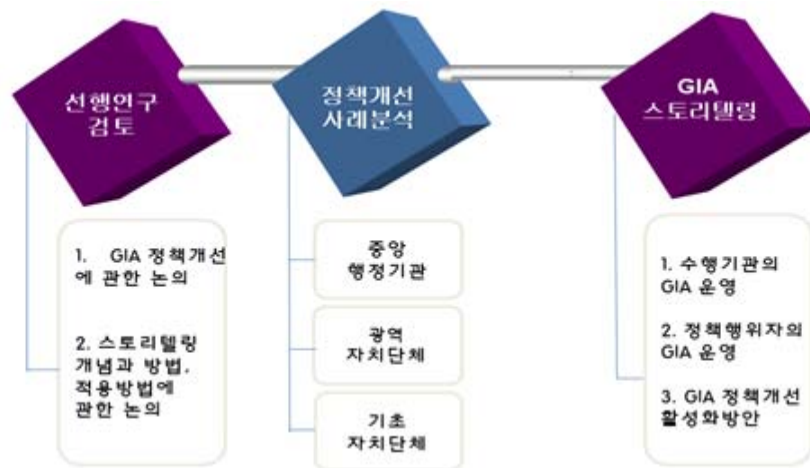 선행연구
검토
정책개선
사례분석
GIA
스토리텔링
1. GIA 정책개선
에 관한 논의
2. 스토리텔링
개념과 방법,
적용방법에
관한 논의
중앙
행정기관
광역
자치단체
기초
자치단체
1. 수행기관의
GIA 운영
2. 정책행위자의
GIA 운영
3. GIA 정책개선
활성화방안